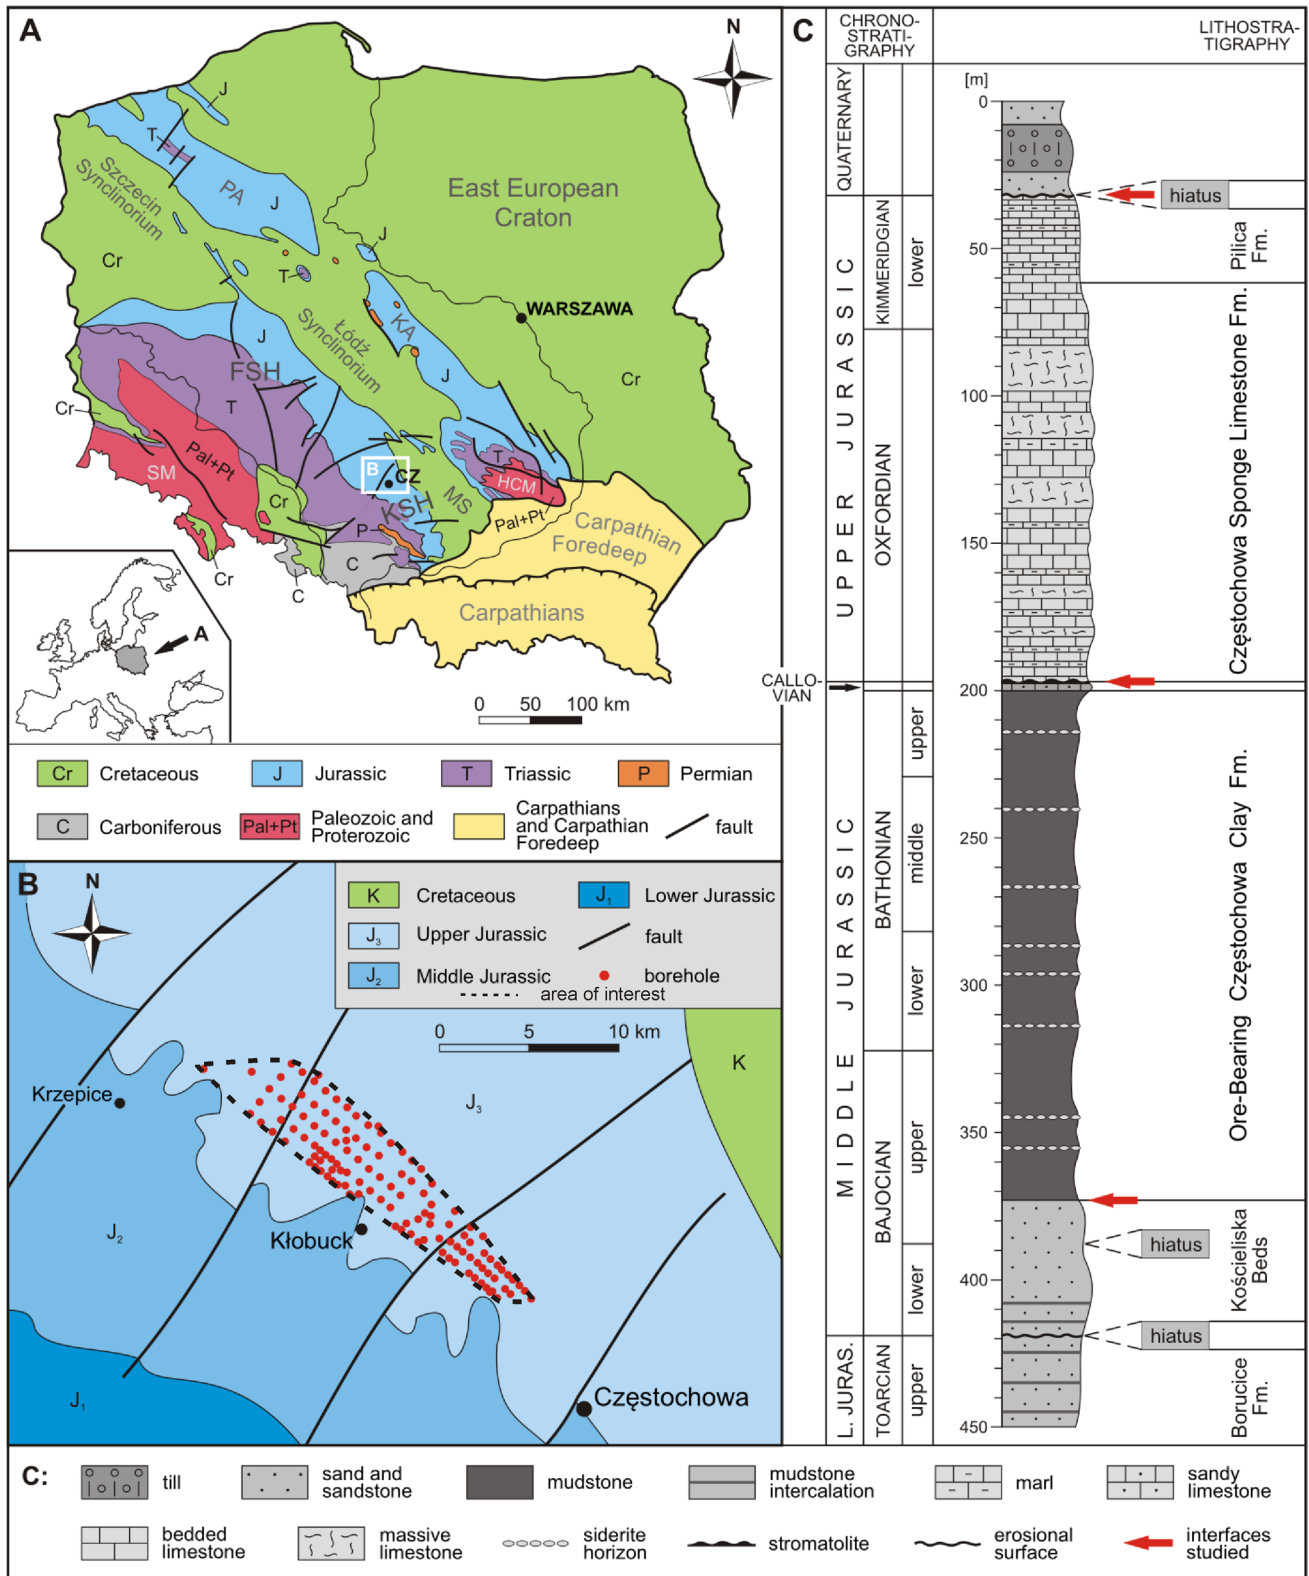 A
N
J
T
Szczecin
Synclinorium
PA
J
East European
Craton
J
Cr
T
WARSZAWA
KA
J
Łódź
Synclinorium
FSH
J
Cr
T
Cr
Pal+Pt
SM
B
CZ
T
HCM
KSH
MS
Cr
P
Pal+Pt
Carpathian
Foredeep
C
Cr
C
Carpathians
A
0 50 100 km
Cr Cretaceous
J Jurassic
T Triassic
P Permian
C Carboniferous
Pal+Pt Paleozoic and
Proterozoic
Carpathians
and Carpathian
Foredeep
fault
B
N
K Cretaceous
J₁ Lower Jurassic
J₃ Upper Jurassic
fault
J₂ Middle Jurassic
borehole
area of interest
0 5 10 km
K
Krzepice
J₃
J₂
Kłobuck
J₁
Częstochowa
C
CHRONO-
STRATI-
GRAPHY
LITHOSTRA-
TIGRAPHY
[m]
0
50
100
150
200
250
300
350
400
450
QUATERNARY
UPPER JURASSIC
KIMMERIDGIAN
lower
OXFORDIAN
CALLO-
VIAN
MIDDLE JURASSIC
BATHONIAN
upper
middle
lower
BAJOCIAN
upper
lower
L. JURAS.
TOARCIAN
upper
hiatus
Pilica
Fm.
Częstochowa Sponge Limestone Fm.
Ore-Bearing Częstochowa Clay Fm.
hiatus
Kościeliska
Beds
hiatus
Borucice
Fm.
C:
till
sand and
sandstone
mudstone
mudstone
intercalation
marl
sandy
limestone
bedded
limestone
massive
limestone
siderite
horizon
stromatolite
erosional
surface
interfaces
studied